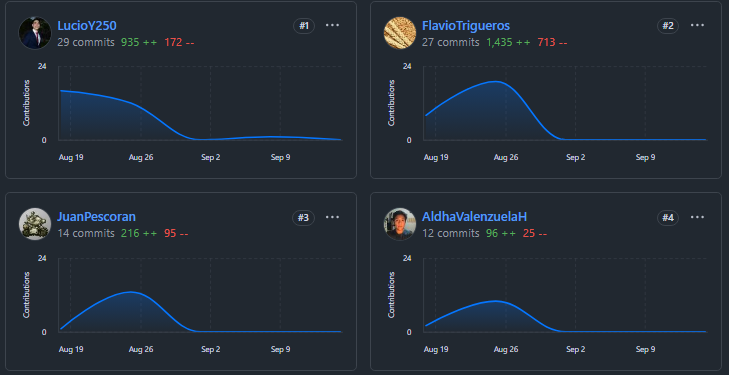 LucioY250
#1
29 commits 935 ++ 172 --
24
Contributions
0
Aug 19 Aug 26 Sep 2 Sep 9
FlavioTrigueros
#2
27 commits 1,435 ++ 713 --
24
Contributions
0
Aug 19 Aug 26 Sep 2 Sep 9
JuanPescoran
#3
14 commits 216 ++ 95 --
24
Contributions
0
Aug 19 Aug 26 Sep 2 Sep 9
AldhaValenzuelaH
#4
12 commits 96 ++ 25 --
24
Contributions
0
Aug 19 Aug 26 Sep 2 Sep 9